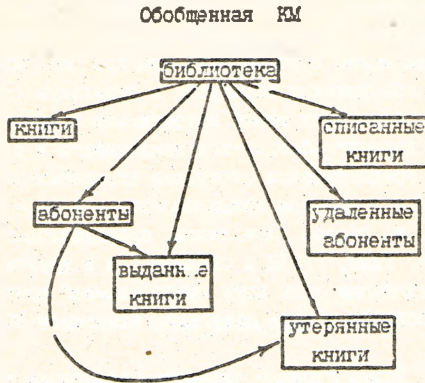 Обобщенная КМ
библиотека
книги
списанные
книги
абоненты
удаленные
абоненты
книги
утерянные
книги